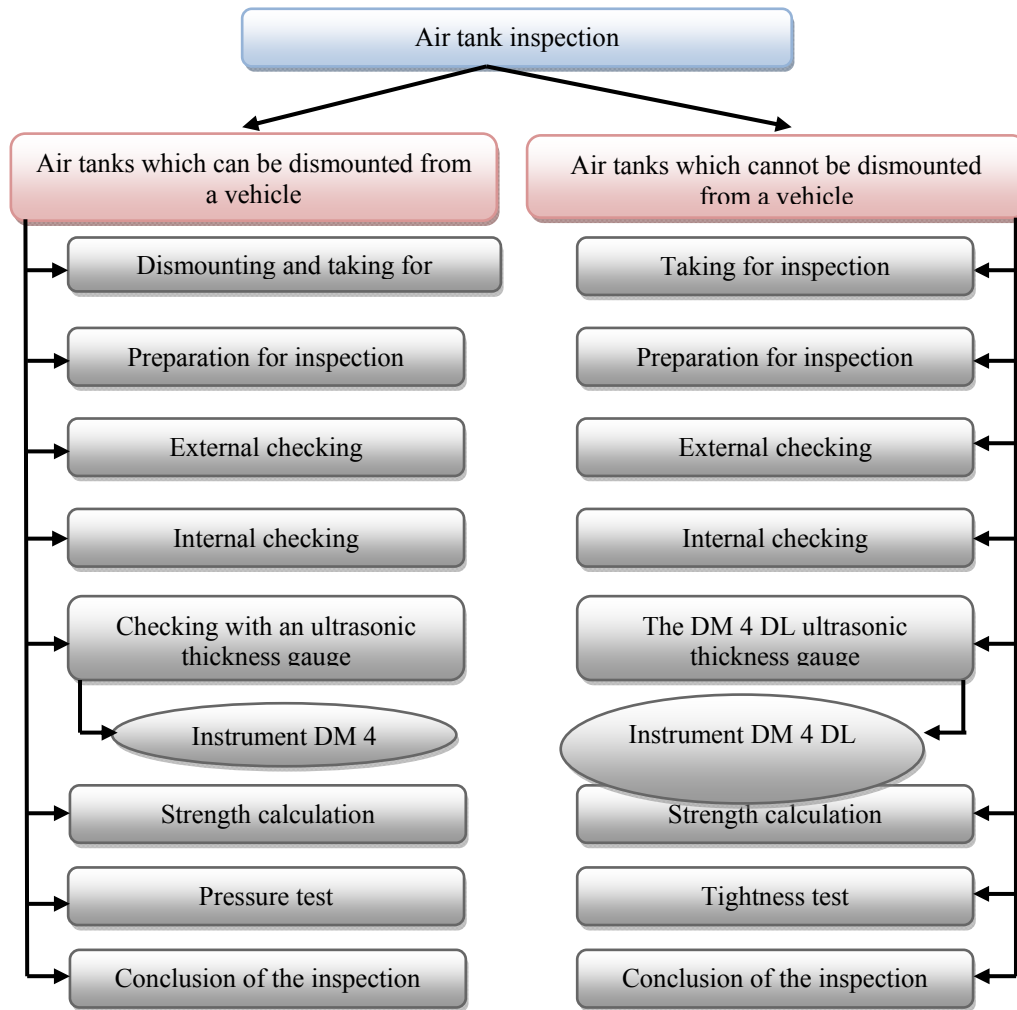 Air tank inspection
Air tanks which can be dismounted from
a vehicle
Air tanks which cannot be dismounted
from a vehicle
Dismounting and taking for
Preparation for inspection
External checking
Internal checking
Checking with an ultrasonic
thickness gauge
Instrument DM 4
Strength calculation
Pressure test
Conclusion of the inspection
Taking for inspection
Preparation for inspection
External checking
Internal checking
The DM 4 DL ultrasonic
thickness gauge
Instrument DM 4 DL
Strength calculation
Tightness test
Conclusion of the inspection